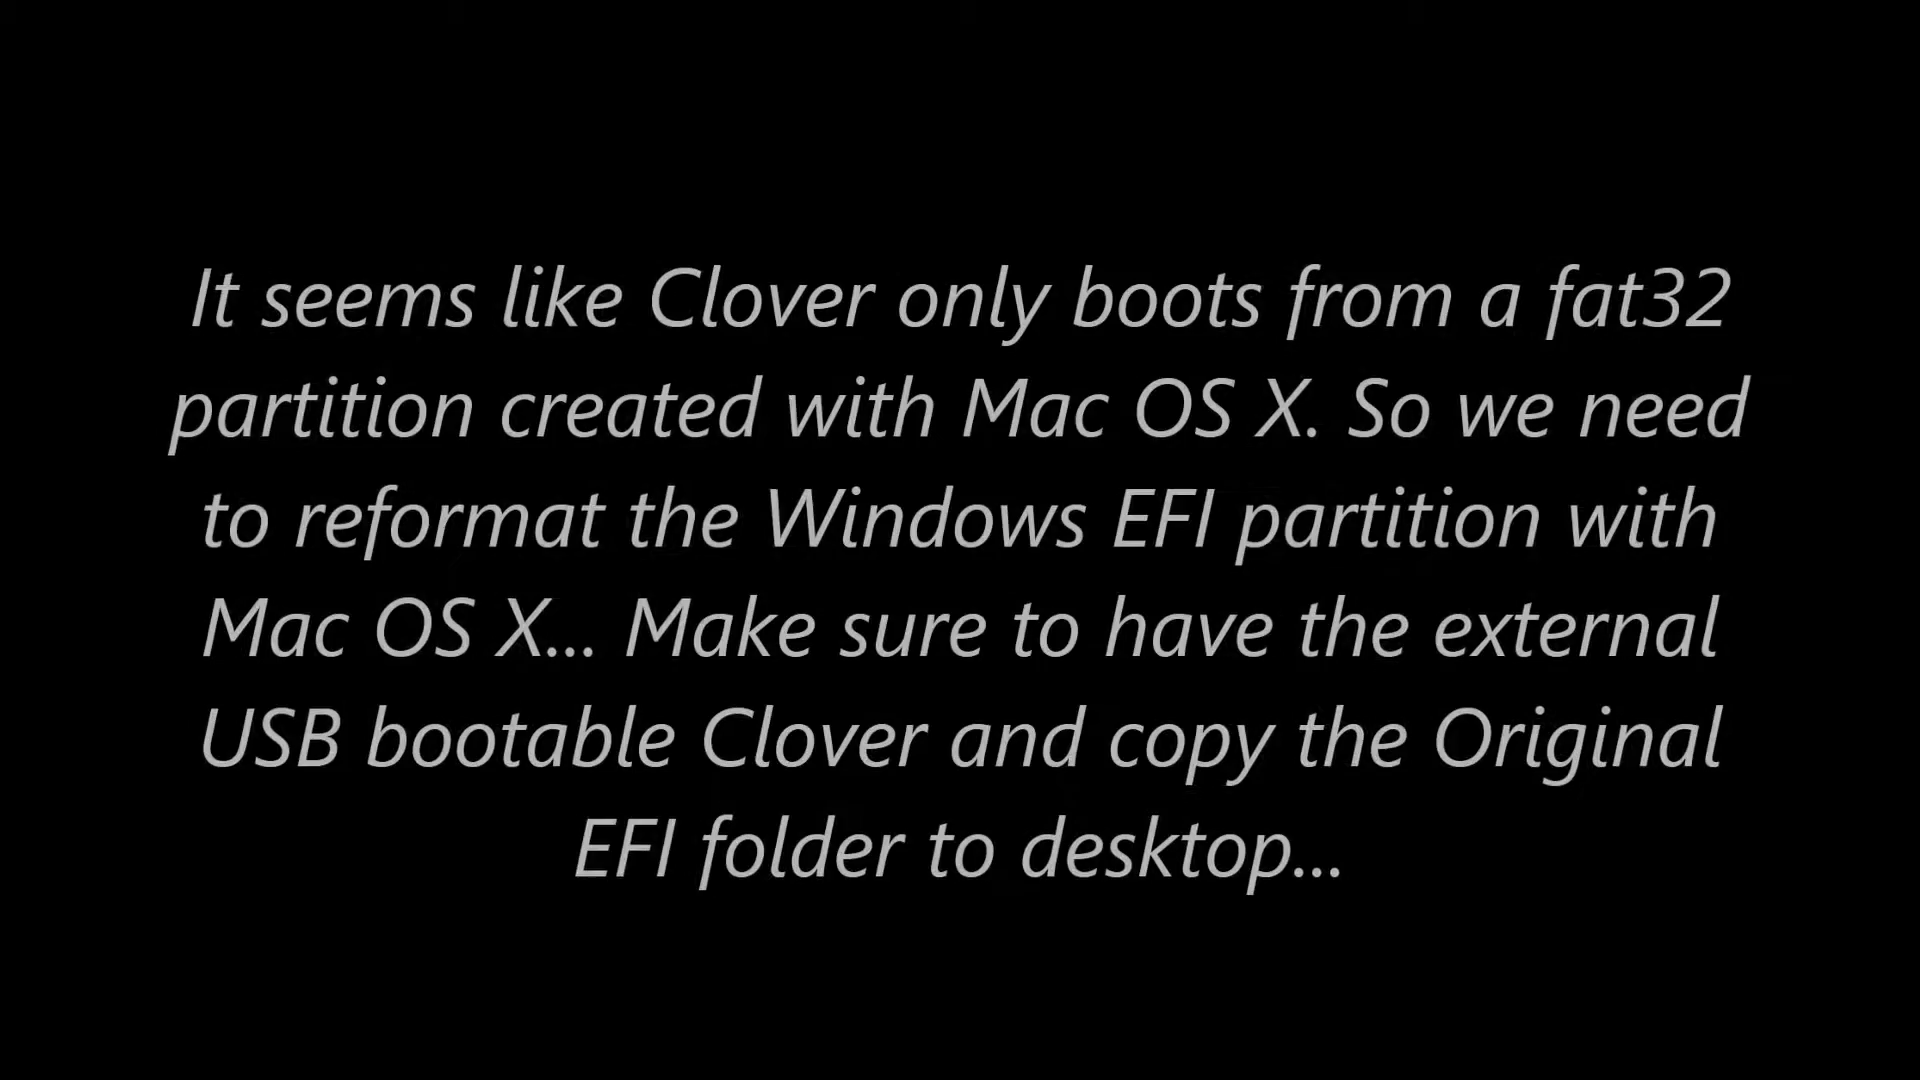 It seems like Clover only boots from a fat32
partition created with Mac OS X. So we need
to reformat the Windows EFI partition with
Mac OS X... Make sure to have the external
USB bootable Clover and copy the Original
EFI folder to desktop...